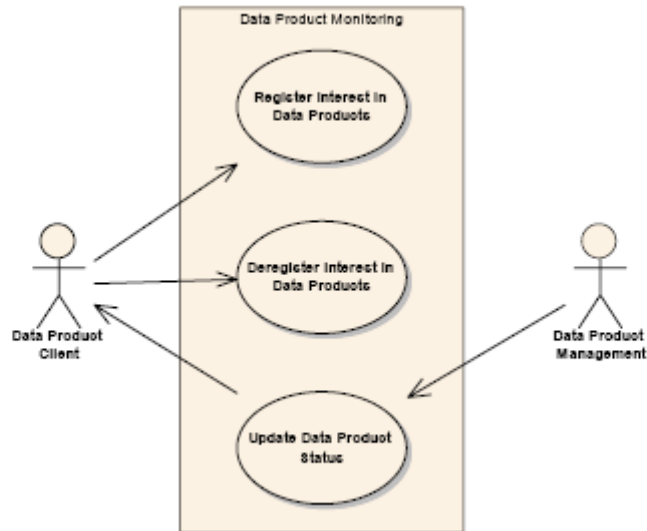 Data Product Monitoring
Register Interest in
Data Products
Deregister Interest in
Data Products
Data Product
Client
Data Product
Management
Update Data Product
Status